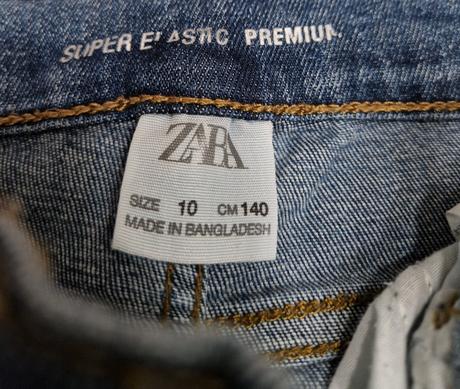 SUPER ELASTIC PREMIUM
ZARA
SIZE 10 CM 140
MADE IN BANGLADESH